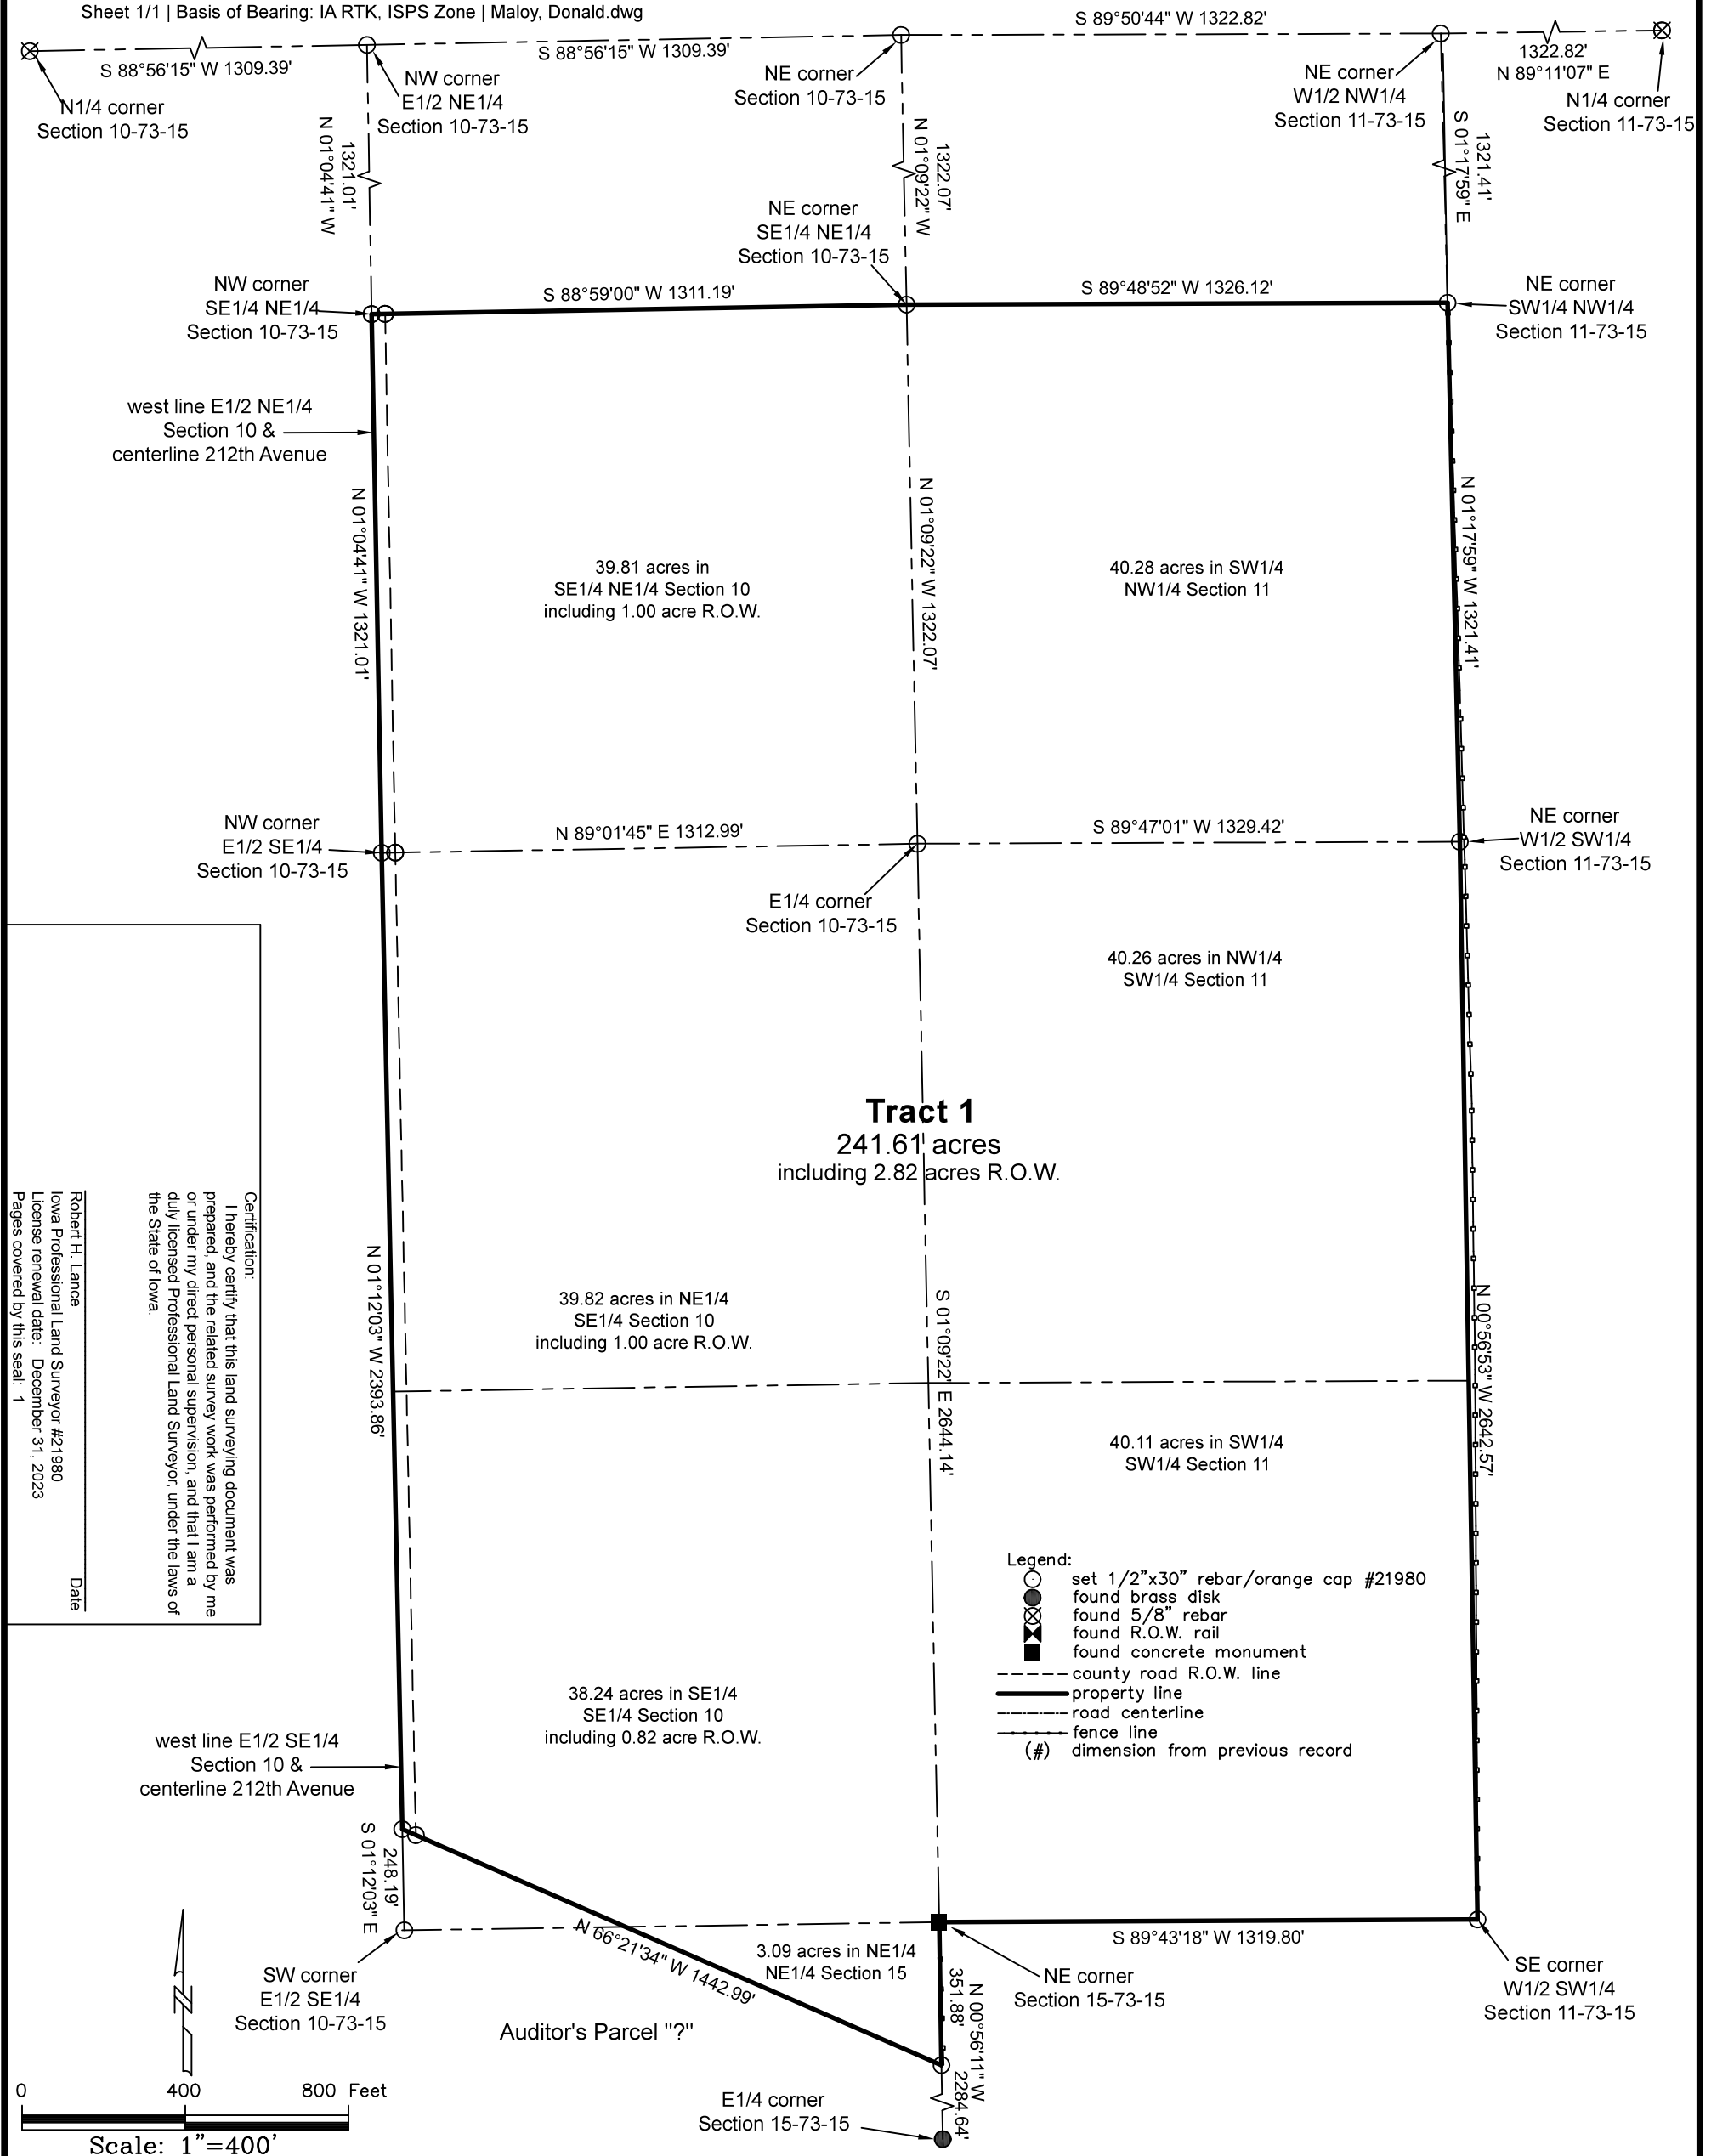 Sheet 1/1 | Basis of Bearing: IA RTK, ISPS Zone | Maloy, Donald.dwg
S 88°56'15" W 1309.39'
S 88°56'15" W 1309.39'
S 89°50'44" W 1322.82'
1322.82'
N 89°11'07" E
N1/4 corner
Section 10-73-15
NW corner
E1/2 NE1/4
Section 10-73-15
NE corner
Section 10-73-15
NE corner
W1/2 NW1/4
Section 11-73-15
N1/4 corner
Section 11-73-15
1321.01'
N 01°04'41" W
1322.07'
N 01°09'22" W
1321.41'
S 01°17'59" E
NE corner
SE1/4 NE1/4
Section 10-73-15
NW corner
SE1/4 NE1/4
Section 10-73-15
S 88°59'00" W 1311.19'
S 89°48'52" W 1326.12'
NE corner
SW1/4 NW1/4
Section 11-73-15
west line E1/2 NE1/4
Section 10 &
centerline 212th Avenue
N 01°04'41" W 1321.01'
N 01°09'22" W 1322.07'
N 01°17'59" W 1321.41'
39.81 acres in
SE1/4 NE1/4 Section 10
including 1.00 acre R.O.W.
40.28 acres in SW1/4
NW1/4 Section 11
NW corner
E1/2 SE1/4
Section 10-73-15
N 89°01'45" E 1312.99'
S 89°47'01" W 1329.42'
NE corner
W1/2 SW1/4
Section 11-73-15
E1/4 corner
Section 10-73-15
40.26 acres in NW1/4
SW1/4 Section 11
Tract 1
241.61 acres
including 2.82 acres R.O.W.
Certification:
I hereby certify that this land surveying document was
prepared, and the related survey work was performed by me
or under my direct personal supervision, and that I am a
duly licensed Professional Land Surveyor, under the laws of
the State of Iowa.
Robert H. Lance Date
Iowa Professional Land Surveyor #21980
License renewal date: December 31, 2023
Pages covered by this seal: 1
N 01°12'03" W 2393.86'
39.82 acres in NE1/4
SE1/4 Section 10
including 1.00 acre R.O.W.
S 01°09'22" E 2644.14'
N 00°56'53" W 2642.57'
40.11 acres in SW1/4
SW1/4 Section 11
Legend:
set 1/2"x30" rebar/orange cap #21980
found brass disk
found 5/8" rebar
found R.O.W. rail
found concrete monument
county road R.O.W. line
property line
road centerline
fence line
(#) dimension from previous record
38.24 acres in SE1/4
SE1/4 Section 10
including 0.82 acre R.O.W.
west line E1/2 SE1/4
Section 10 &
centerline 212th Avenue
248.19'
S 01°12'03" E
N 66°21'34" W 1442.99'
3.09 acres in NE1/4
NE1/4 Section 15
S 89°43'18" W 1319.80'
SW corner
E1/2 SE1/4
Section 10-73-15
NE corner
Section 15-73-15
SE corner
W1/2 SW1/4
Section 11-73-15
N 00°56'11" W
351.88'
2284.64'
Auditor's Parcel "?"
E1/4 corner
Section 15-73-15
N
0 400 800 Feet
Scale: 1"=400'